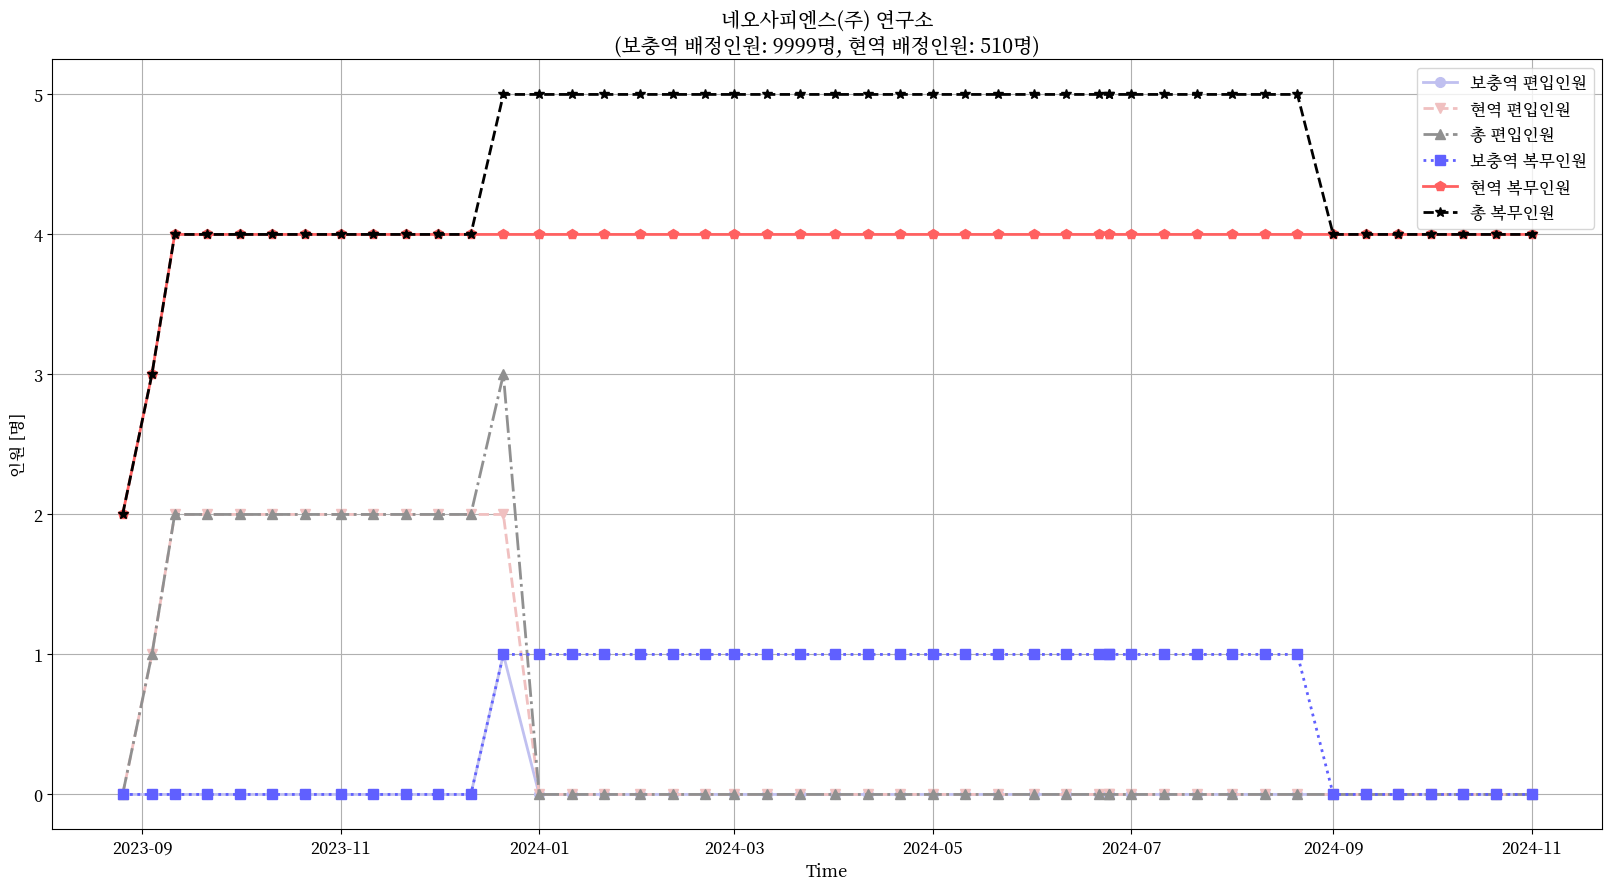 네오사피엔스(주) 연구소
(보충역 배정인원: 9999명, 현역 배정인원: 510명)
보충역 편입인원
현역 편입인원
총 편입인원
보충역 복무인원
현역 복무인원
총 복무인원
5
4
3
2
1
0
인원 [명]
2023-09
2023-11
2024-01
2024-03
2024-05
2024-07
2024-09
2024-11
Time